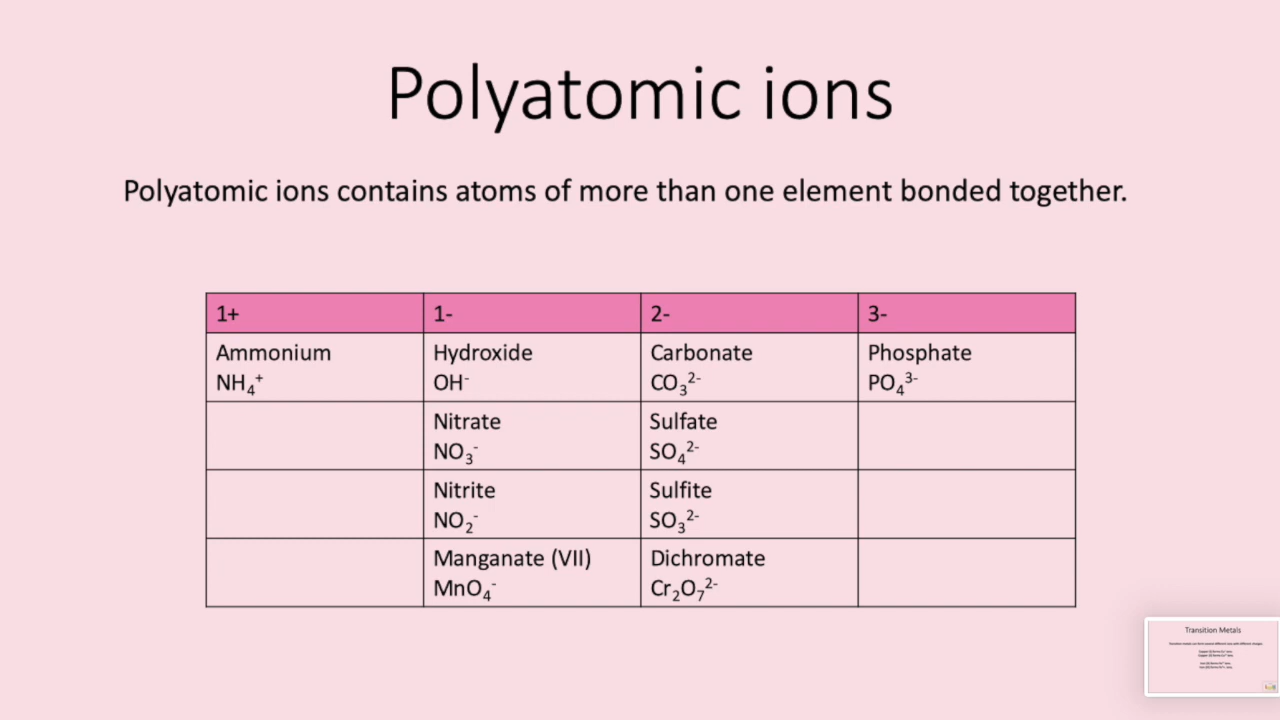 Polyatomic ions
Polyatomic ions contains atoms of more than one element bonded together.
1+ 1- 2- 3-
Ammonium Hydroxide Carbonate Phosphate
NH₄⁺ OH⁻ CO₃²⁻ PO₄³⁻
Nitrate Sulfate
NO₃⁻ SO₄²⁻
Nitrite Sulfite
NO₂⁻ SO₃²⁻
Manganate (VII) Dichromate
MnO₄⁻ Cr₂O₇²⁻
Transition Metals